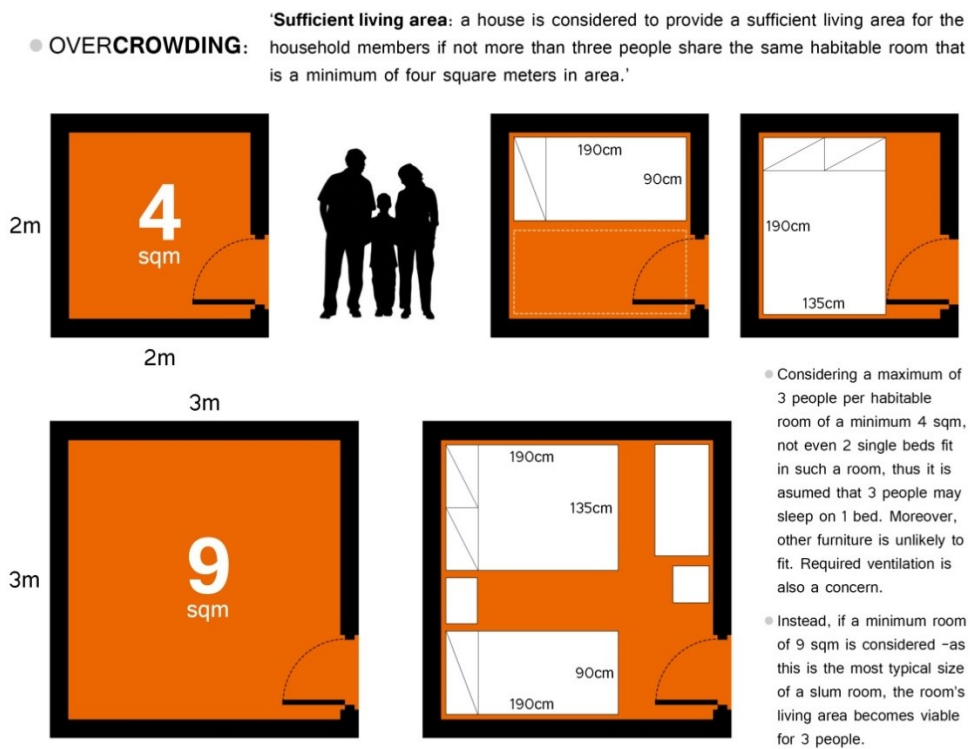 'Sufficient living area: a house is considered to provide a sufficient living area for the
● OVERCROWDING: household members if not more than three people share the same habitable room that
is a minimum of four square meters in area.'
4
sqm
2m
2m
190cm
90cm
190cm
135cm
3m
9
sqm
3m
190cm
135cm
90cm
190cm
● Considering a maximum of
3 people per habitable
room of a minimum 4 sqm,
not even 2 single beds fit
in such a room, thus it is
asumed that 3 people may
sleep on 1 bed. Moreover,
other furniture is unlikely to
fit. Required ventilation is
also a concern.
● Instead, if a minimum room
of 9 sqm is considered -as
this is the most typical size
of a slum room, the room's
living area becomes viable
for 3 people.